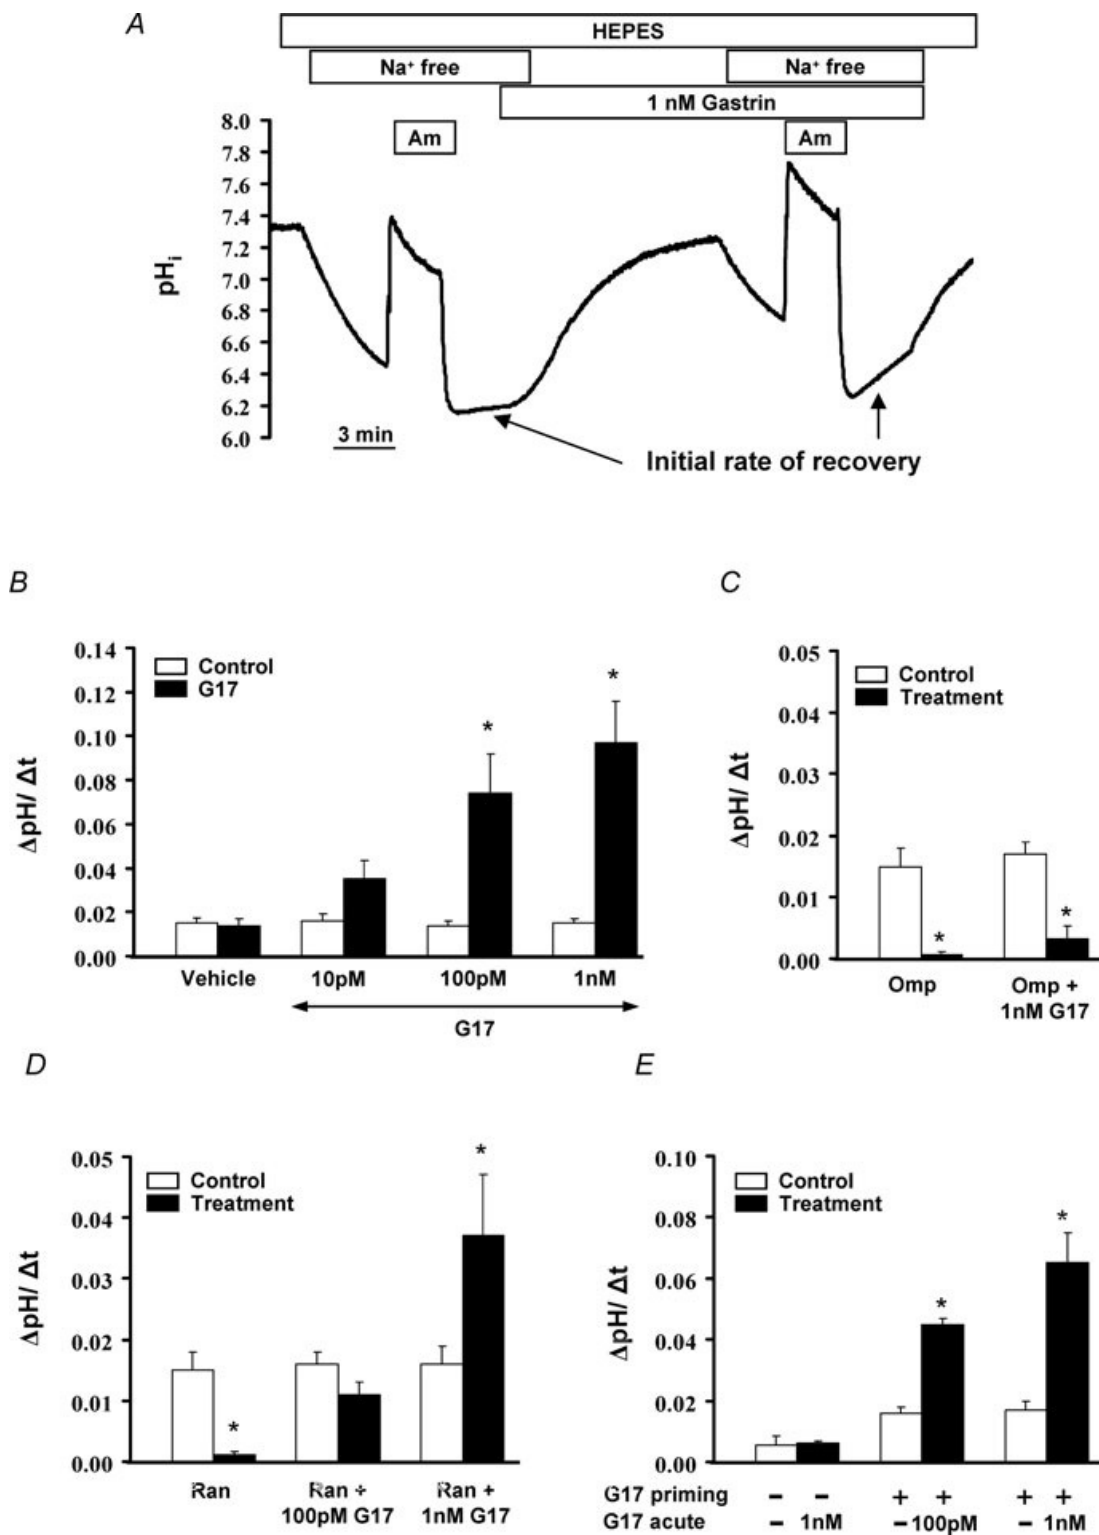 A
HEPES
Na⁺ free
Na⁺ free
1 nM Gastrin
Am
Am
8.0
7.8
7.6
7.4
7.2
7.0
6.8
6.6
6.4
6.2
6.0
pHᵢ
3 min
Initial rate of recovery
B
0.14
0.12
0.10
0.08
0.06
0.04
0.02
0.00
ΔpH/ Δt
Control
G17
*
*
Vehicle
10pM
100pM
1nM
G17
C
0.05
0.04
0.03
0.02
0.01
0.00
ΔpH/ Δt
Control
Treatment
*
*
Omp
Omp +
1nM G17
D
0.05
0.04
0.03
0.02
0.01
0.00
ΔpH/ Δt
Control
Treatment
*
*
Ran
Ran +
100pM G17
Ran +
1nM G17
E
0.10
0.08
0.06
0.04
0.02
0.00
ΔpH/ Δt
Control
Treatment
*
*
G17 priming − − + + + +
G17 acute − 1nM − 100pM − 1nM